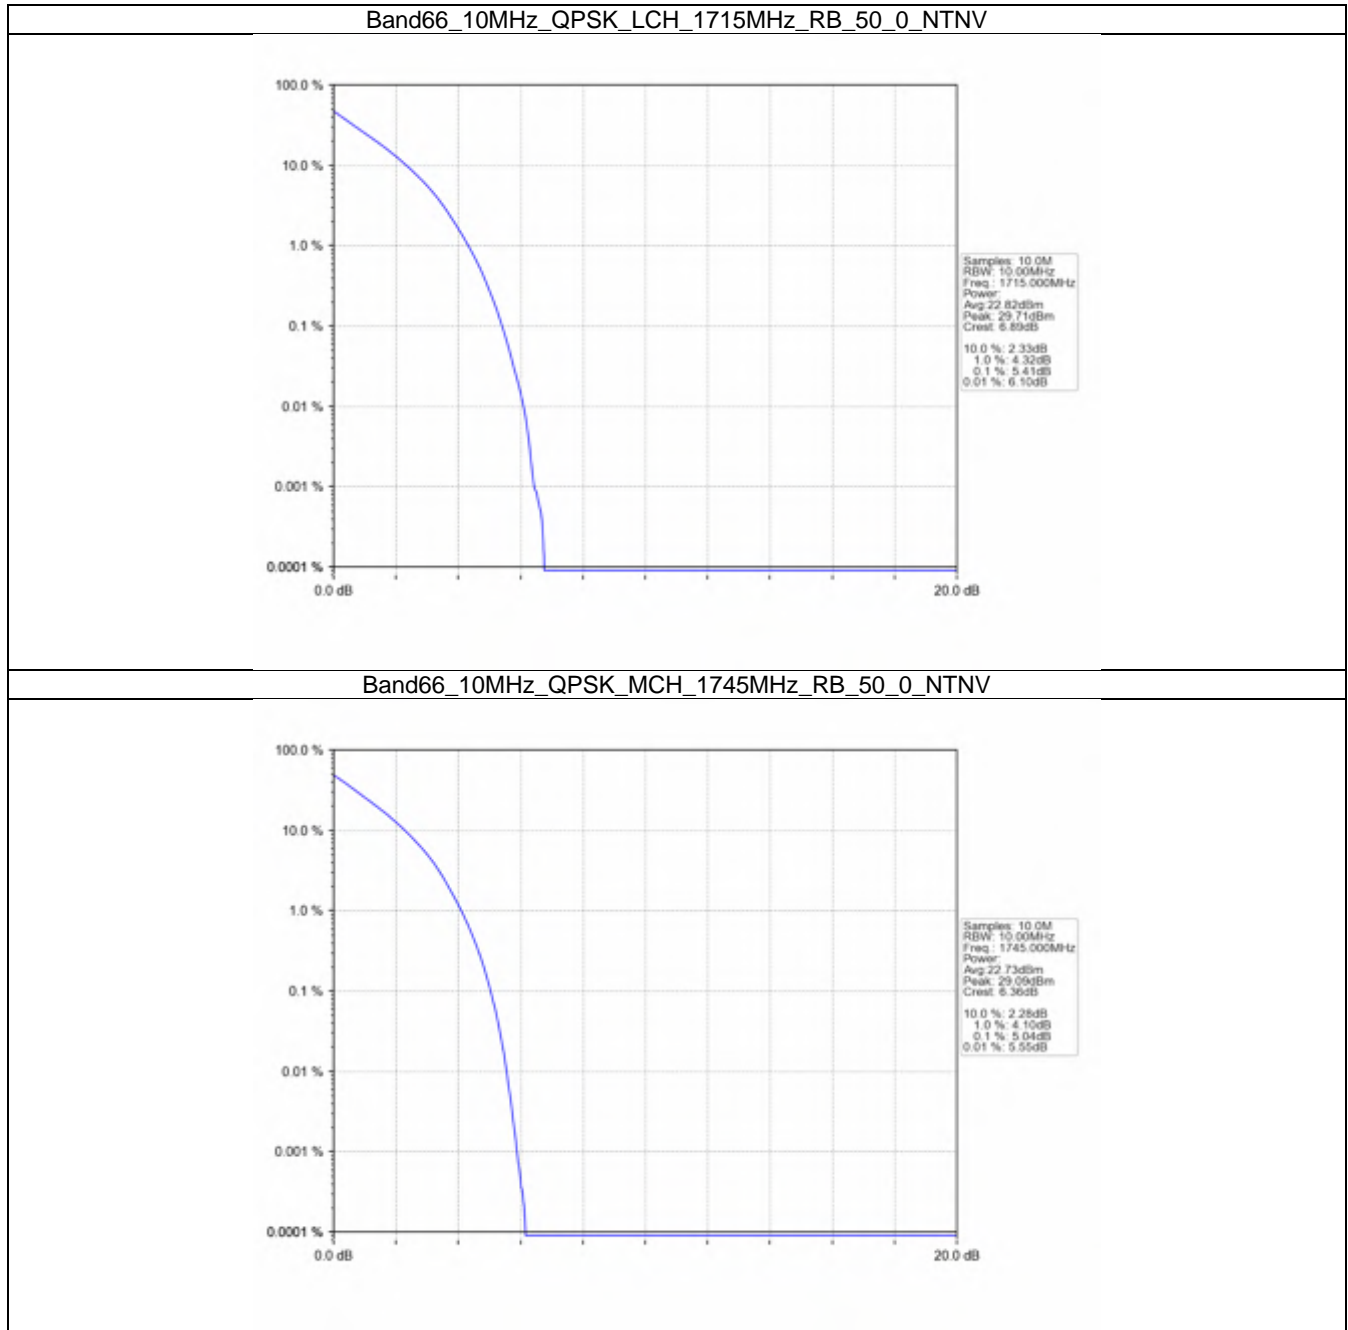 Band66_10MHz_QPSK_LCH_1715MHz_RB_50_0_NTNV
100.0 %
10.0 %
1.0 %
0.1 %
0.01 %
0.001 %
0.0001 %
0.0 dB
20.0 dB
Samples: 10.0M
RBW: 10.00MHz
Freq.: 1715.000MHz
Power:
Avg:22.82dBm
Peak: 29.71dBm
Crest: 6.89dB
10.0 %: 2.33dB
1.0 %: 4.32dB
0.1 %: 5.41dB
0.01 %: 6.10dB
Band66_10MHz_QPSK_MCH_1745MHz_RB_50_0_NTNV
100.0 %
10.0 %
1.0 %
0.1 %
0.01 %
0.001 %
0.0001 %
0.0 dB
20.0 dB
Samples: 10.0M
RBW: 10.00MHz
Freq.: 1745.000MHz
Power:
Avg:22.73dBm
Peak: 29.09dBm
Crest: 6.36dB
10.0 %: 2.28dB
1.0 %: 4.10dB
0.1 %: 5.04dB
0.01 %: 5.55dB